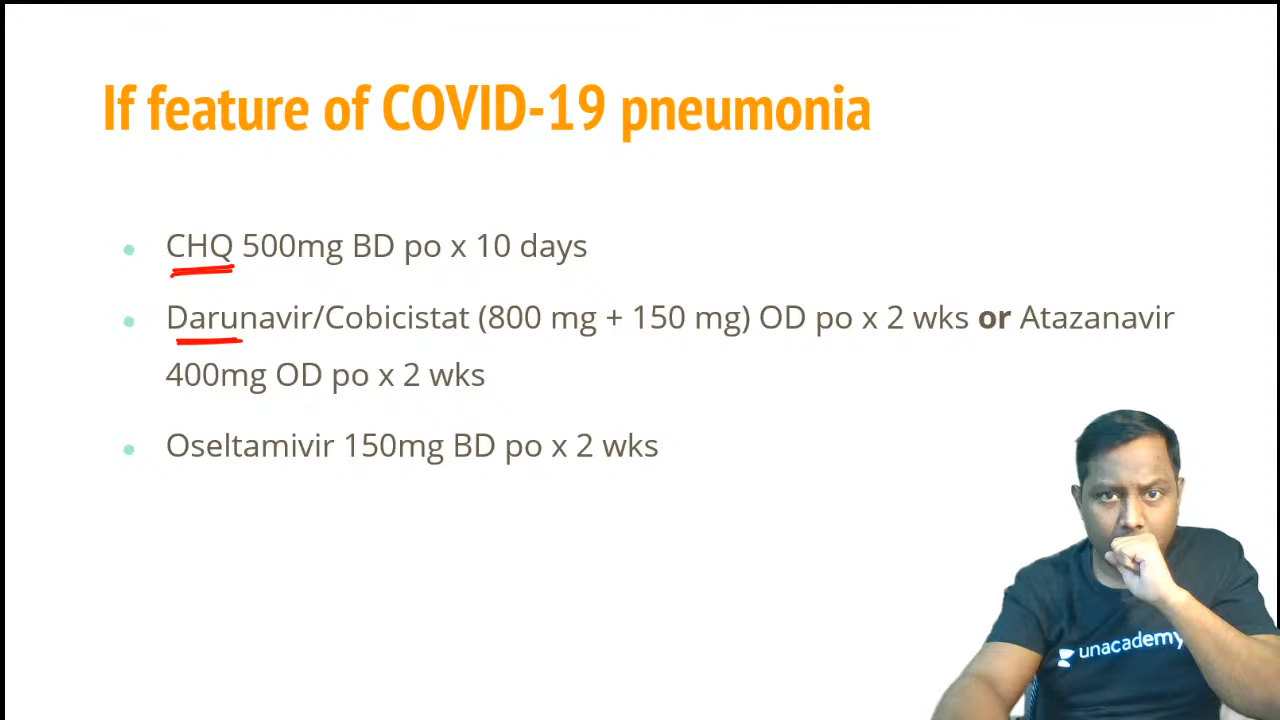 If feature of COVID-19 pneumonia
CHQ 500mg BD po x 10 days
Darunavir/Cobicistat (800 mg + 150 mg) OD po x 2 wks or Atazanavir
400mg OD po x 2 wks
Oseltamivir 150mg BD po x 2 wks
unacademy